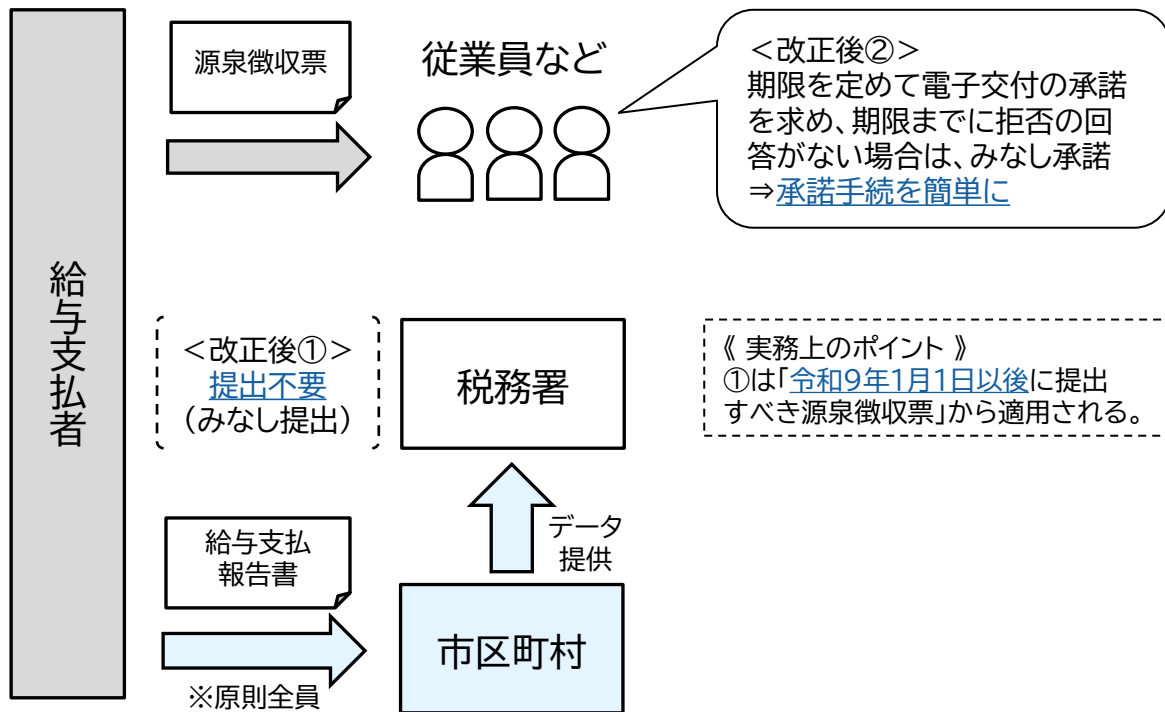 給与支払者
源泉徴収票
従業員など
<改正後②>
期限を定めて電子交付の承諾
を求め、期限までに拒否の回
答がない場合は、みなし承諾
⇒承諾手続を簡単に
<改正後①>
提出不要
(みなし提出)
税務署
《 実務上のポイント 》
①は「令和9年1月1日以後に提出
すべき源泉徴収票」から適用される。
給与支払
報告書
データ
提供
※原則全員
市区町村